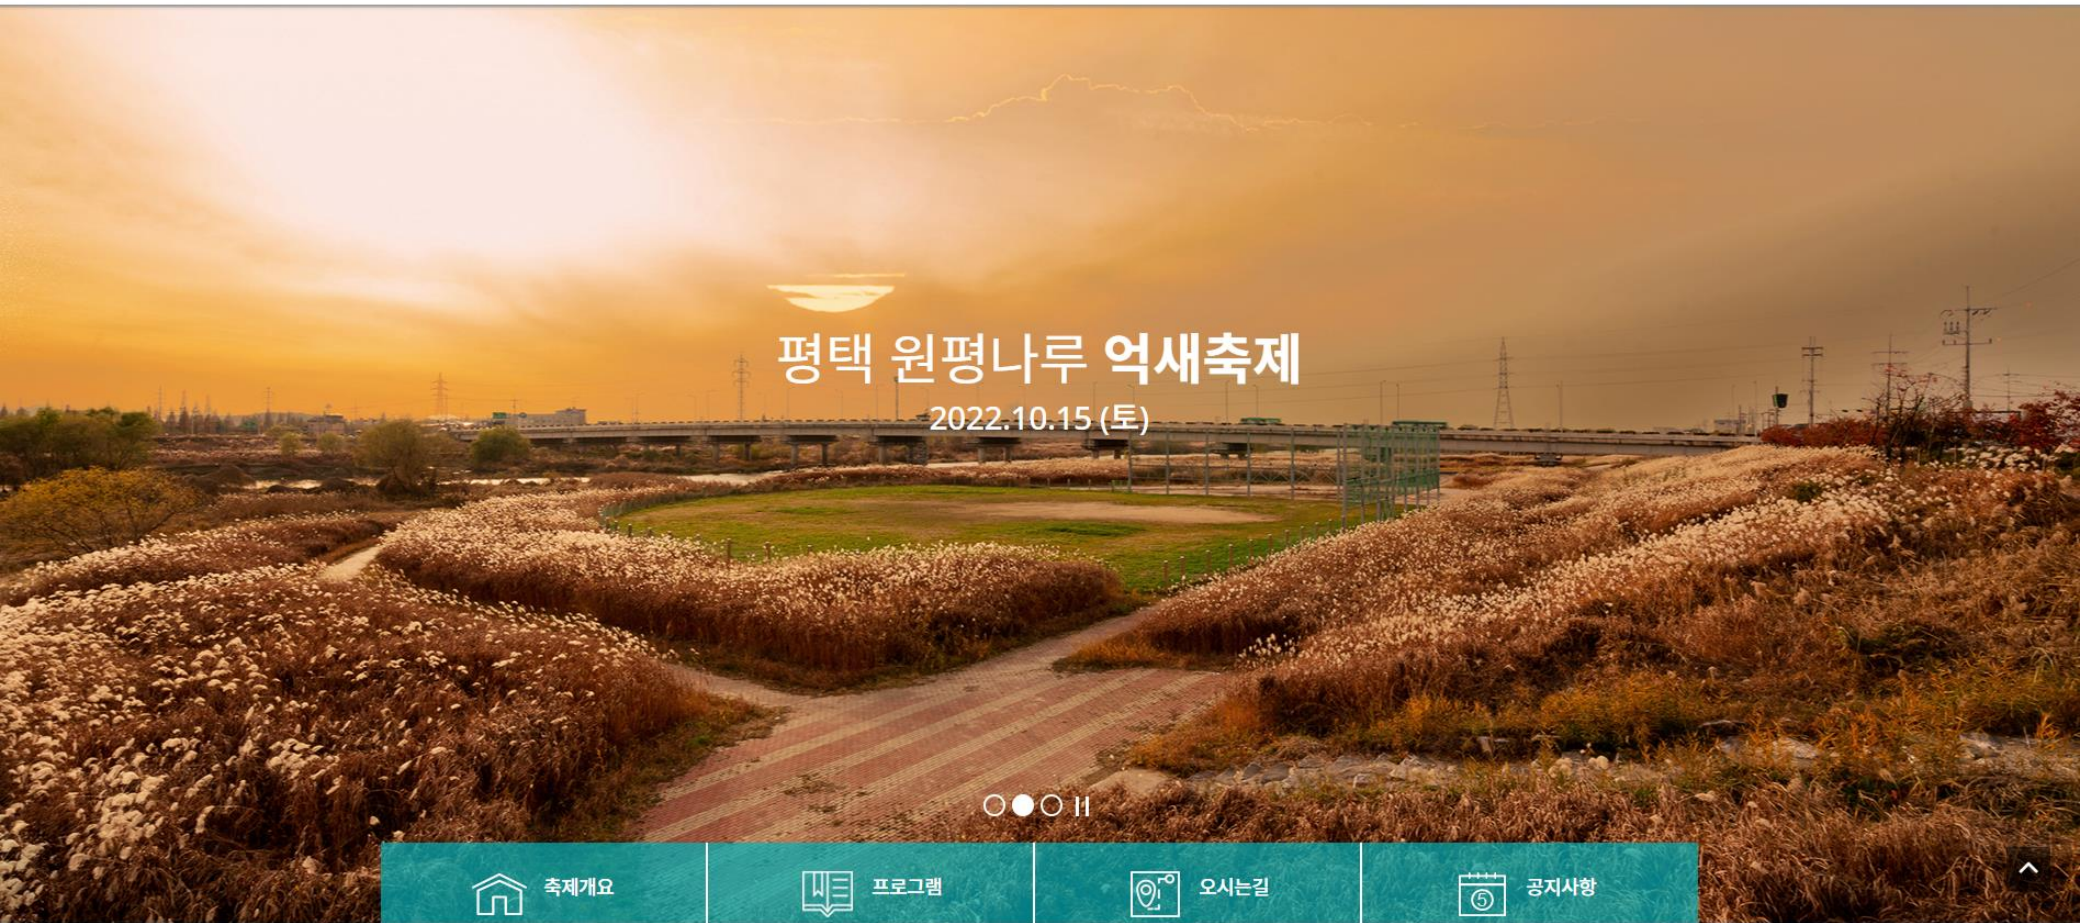 평택 원평나루 억새축제
2022.10.15 (토)
축제개요
프로그램
오시는길
5
공지사항